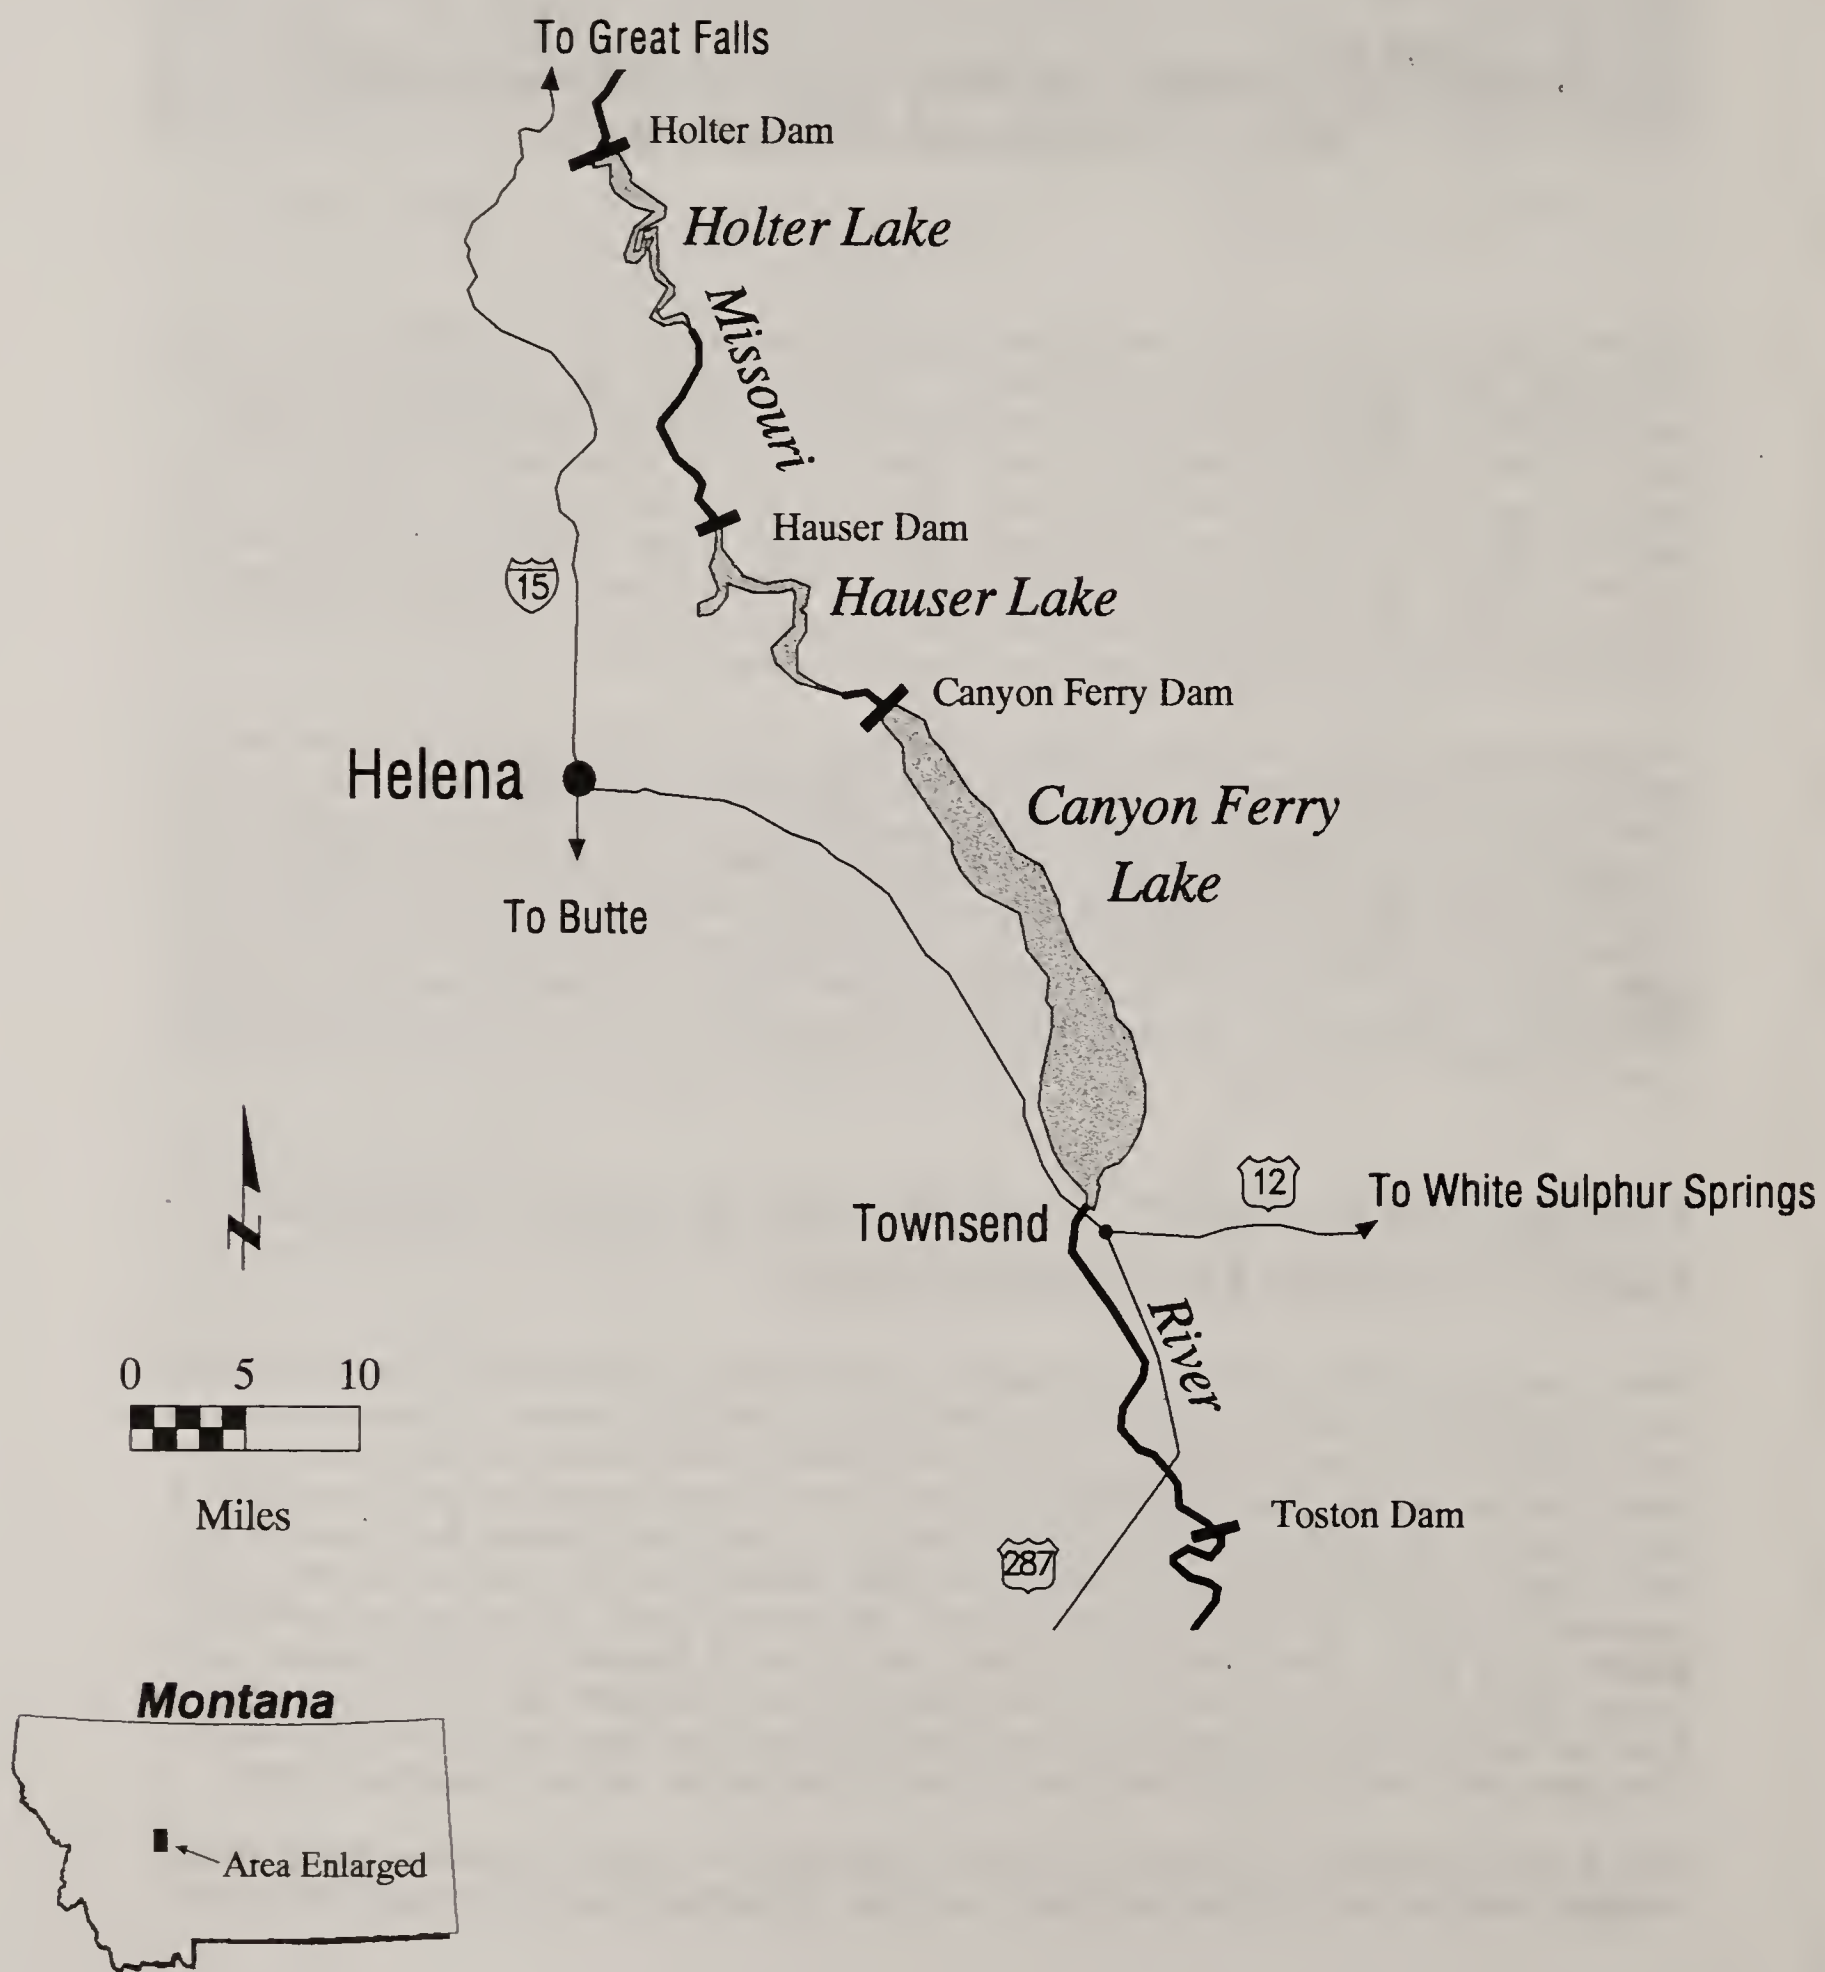 To Great Falls
Holter Dam
Holter Lake
Missouri
Hauser Dam
15
Hauser Lake
Canyon Ferry Dam
Helena
Canyon Ferry
Lake
To Butte
12
To White Sulphur Springs
Townsend
N
River
0 5 10
Miles
Toston Dam
287
Montana
Area Enlarged